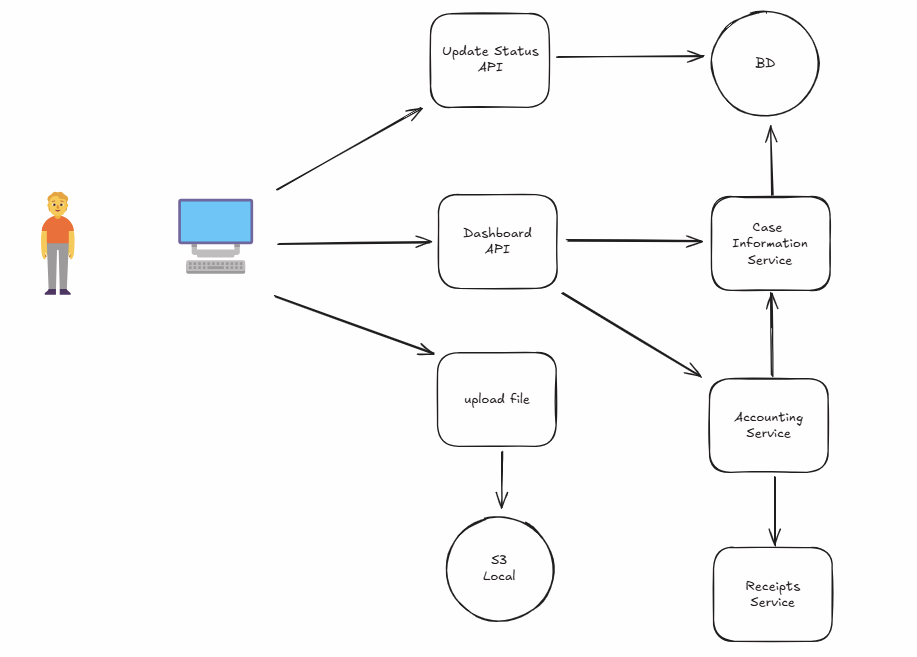 Update Status
API
BD
Dashboard
API
Case
Information
Service
upload file
Accounting
Service
S3
Local
Receipts
Service